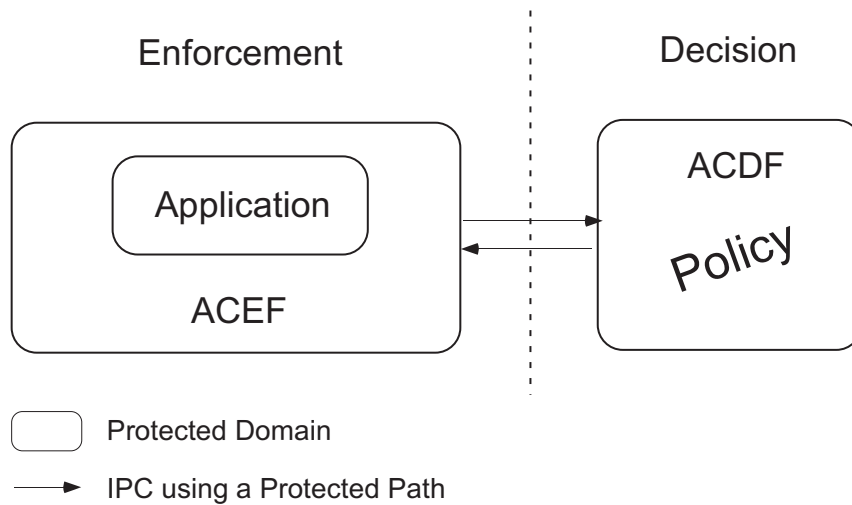 Enforcement
Decision
Application
ACEF
ACDF
Policy
Protected Domain
IPC using a Protected Path